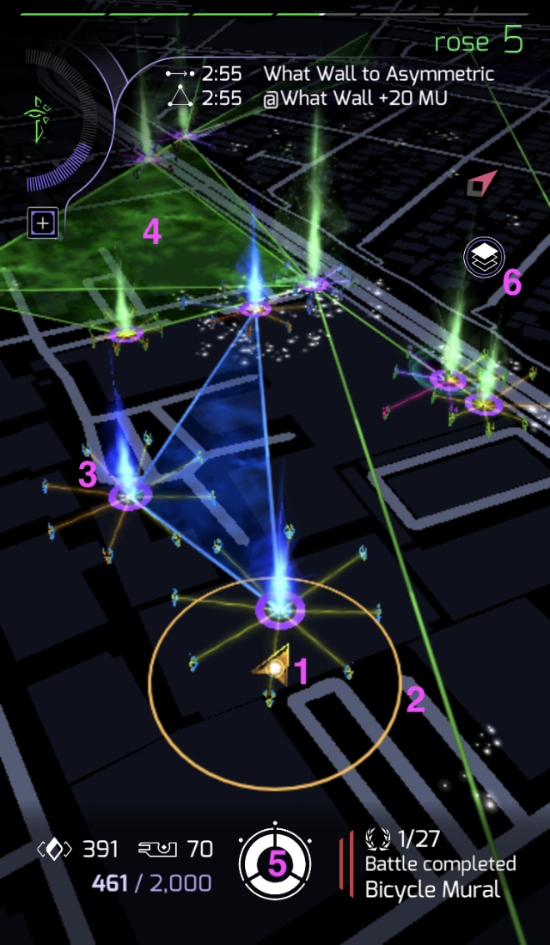 rose 5
2:55 What Wall to Asymmetric
2:55 @What Wall +20 MU
4
6
3
1
2
391 70
461 / 2,000
5
1/27
Battle completed
Bicycle Mural